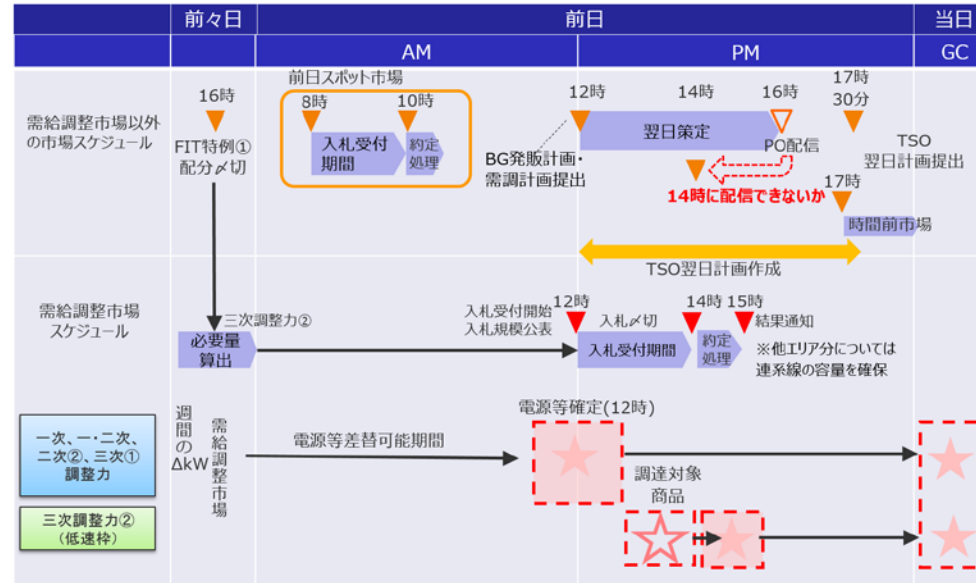 前々日
前日
当日
AM
PM
GC
需給調整市場以外
の市場スケジュール
16時
FIT特例①
配分〆切
前日スポット市場
8時
10時
入札受付
期間
約定
処理
12時
14時
16時
17時
30分
翌日策定
PO配信
BG発販計画・
需調計画提出
14時に配信できないか
TSO
翌日計画提出
17時
時間前市場
TSO翌日計画作成
需給調整市場
スケジュール
三次調整力②
必要量
算出
入札受付開始
入札規模公表
12時
入札〆切
14時
15時
結果通知
入札受付期間
約定
処理
※他エリア分については
連系線の容量を確保
一次、一・二次、
二次②、三次①
調整力
三次調整力②
(低速枠)
週間の
ΔkW
需給調整市場
電源等差替可能期間
電源等確定(12時)
調達対象
商品